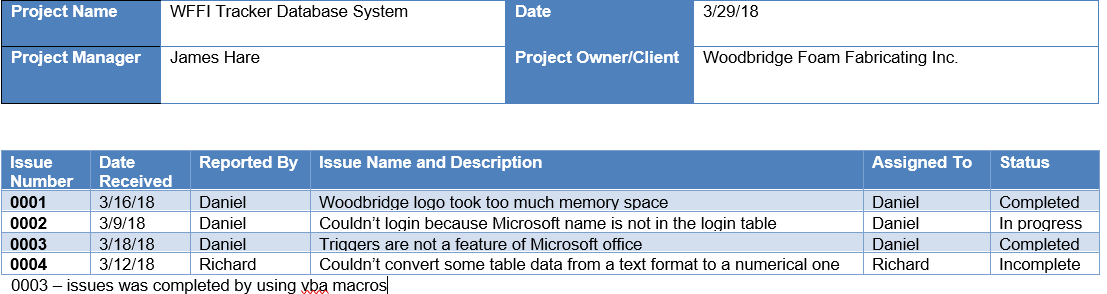 Project Name WFFI Tracker Database System Date 3/29/18
Project Manager James Hare Project Owner/Client Woodbridge Foam Fabricating Inc.
Issue Number Date Received Reported By Issue Name and Description Assigned To Status
0001 3/16/18 Daniel Woodbridge logo took too much memory space Daniel Completed
0002 3/9/18 Daniel Couldn’t login because Microsoft name is not in the login table Daniel In progress
0003 3/18/18 Daniel Triggers are not a feature of Microsoft office Daniel Completed
0004 3/12/18 Richard Couldn’t convert some table data from a text format to a numerical one Richard Incomplete
0003 – issues was completed by using vba macros